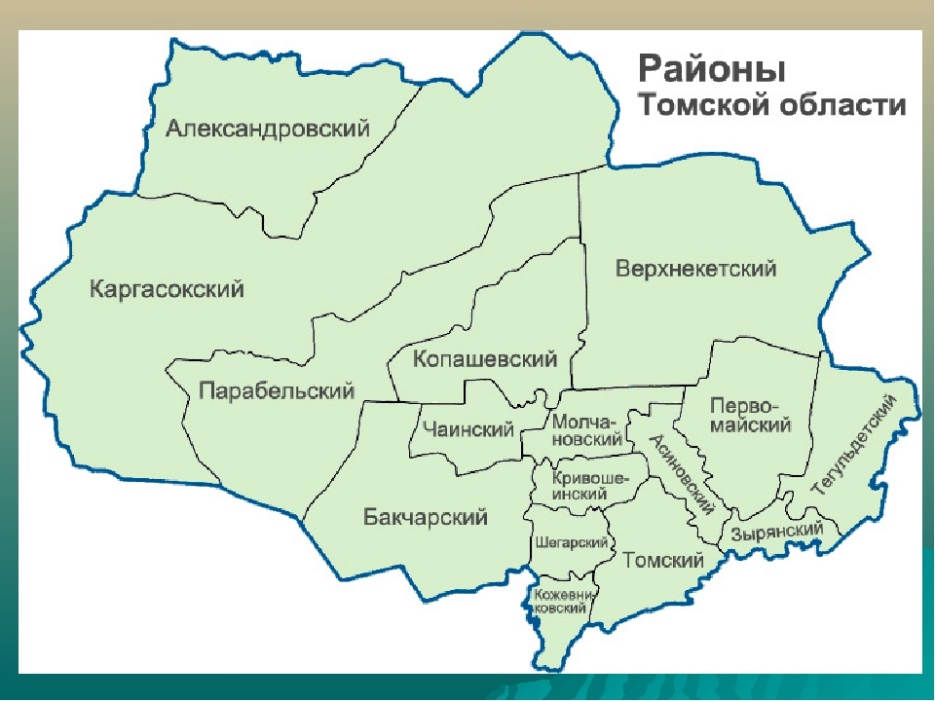 Районы
Томской области
Александровский
Каргасокский
Верхнекетский
Копашевский
Парабельский
Чаинский
Молча-
новский
Перво-
майский
Тегульдетский
Асиновский
Кривоше-
инский
Бакчарский
Шегарский
Томский
Зырянский
Кожевни-
ковский